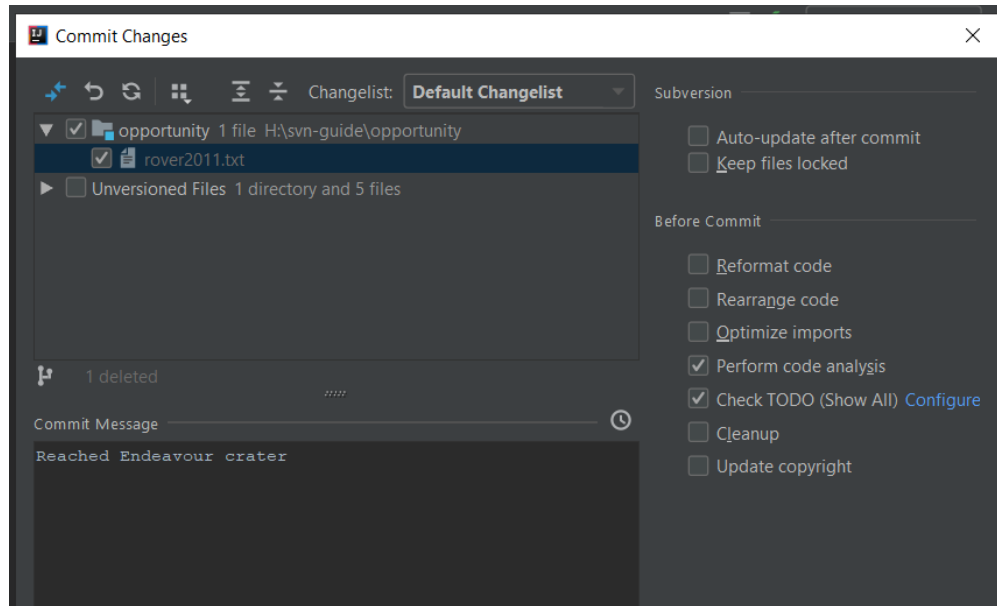 Commit Changes
Changelist: Default Changelist
opportunity 1 file H:\svn-guide\opportunity
rover2011.txt
Unversioned Files 1 directory and 5 files
1 deleted
Commit Message
Reached Endeavour crater
Subversion
Auto-update after commit
Keep files locked
Before Commit
Reformat code
Rearrange code
Optimize imports
Perform code analysis
Check TODO (Show All) Configure
Cleanup
Update copyright